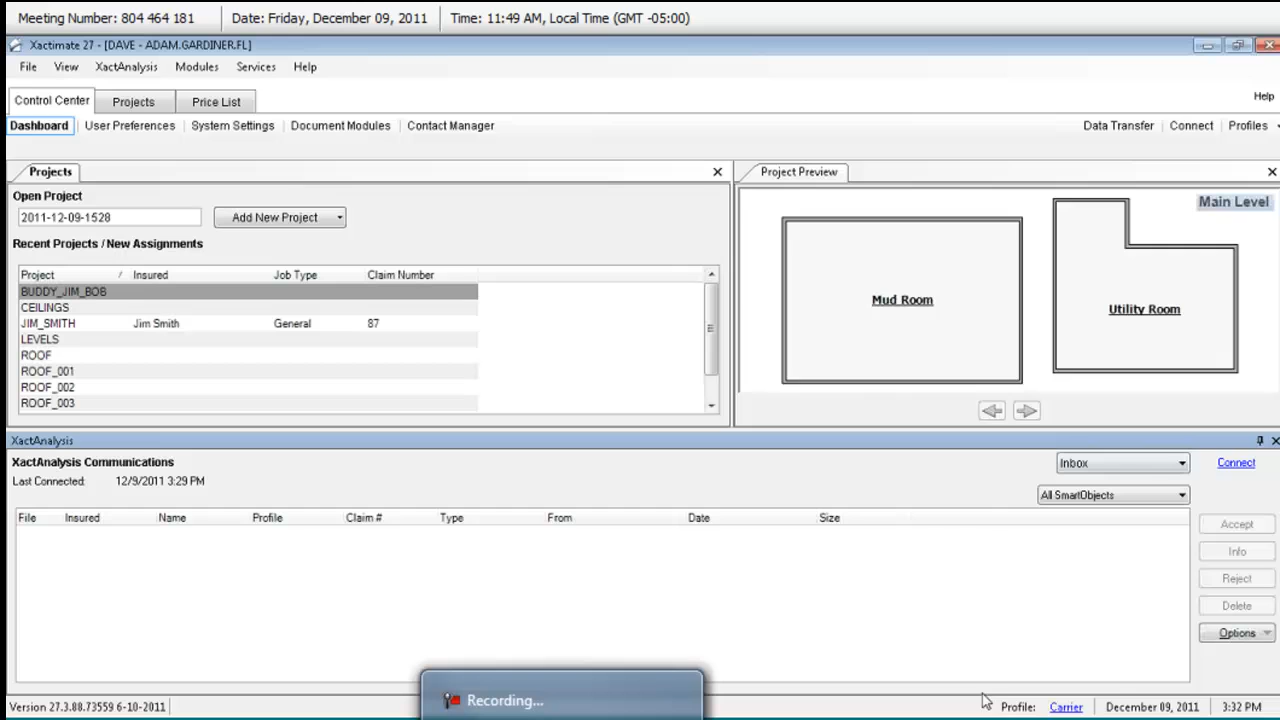 Meeting Number: 804 464 181 Date: Friday, December 09, 2011 Time: 11:49 AM, Local Time (GMT -05:00)
Xactimate 27 - [DAVE - ADAM.GARDINER.FL]
File View XactAnalysis Modules Services Help
Control Center Projects Price List Help
Dashboard User Preferences System Settings Document Modules Contact Manager Data Transfer Connect Profiles
Projects
Open Project
2011-12-09-1528 Add New Project
Recent Projects / New Assignments
Project / Insured Job Type Claim Number
BUDDY_JIM_BOB
CEILINGS
JIM_SMITH Jim Smith General 87
LEVELS
ROOF
ROOF_001
ROOF_002
ROOF_003
Project Preview
Main Level
Mud Room
Utility Room
XactAnalysis
XactAnalysis Communications Inbox Connect
Last Connected: 12/9/2011 3:29 PM
All SmartObjects
File Insured Name Profile Claim # Type From Date Size
Accept
Info
Reject
Delete
Options
Recording...
Version 27.3.88.73559 6-10-2011 Profile: Carrier December 09, 2011 3:32 PM